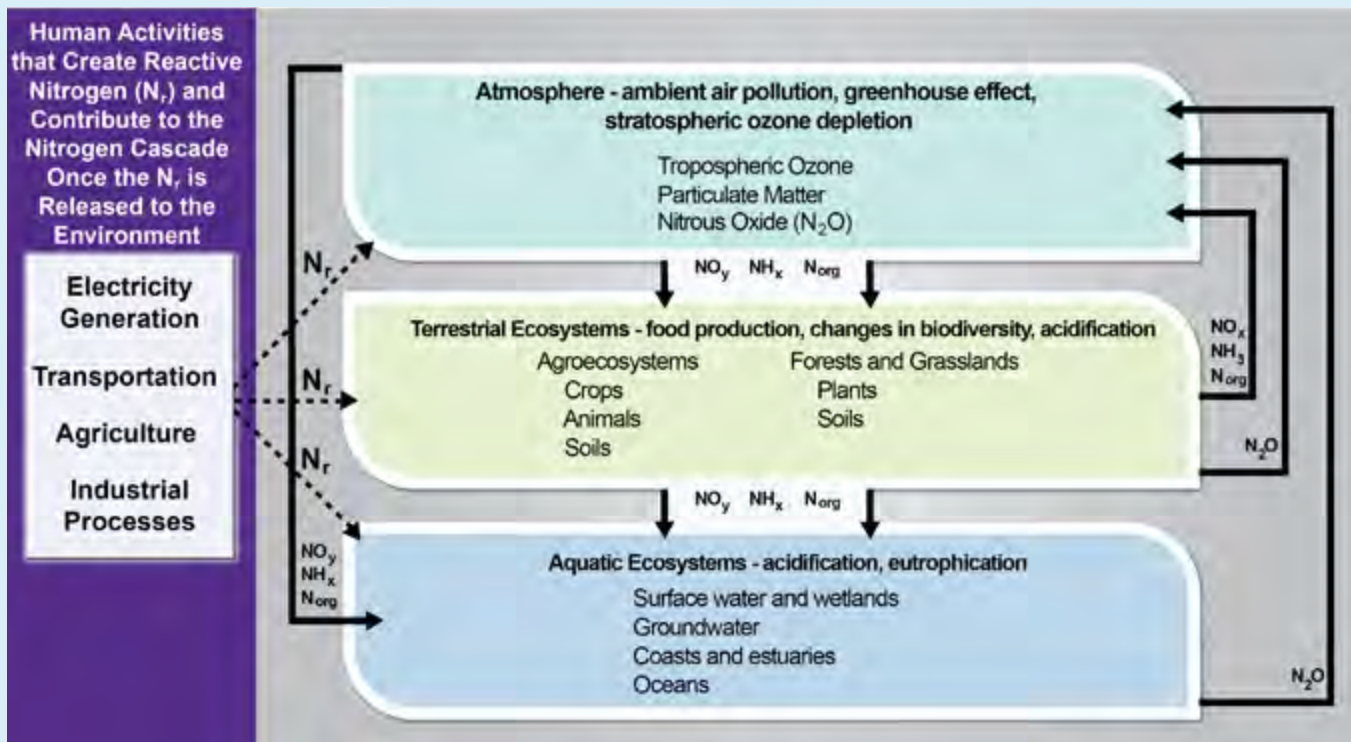 Human Activities
that Create Reactive
Nitrogen (Nᵣ) and
Contribute to the
Nitrogen Cascade
Once the Nᵣ is
Released to the
Environment
Electricity
Generation
Transportation
Agriculture
Industrial
Processes
Nᵣ
Nᵣ
Nᵣ
NOy
NHx
Norg
Atmosphere - ambient air pollution, greenhouse effect,
stratospheric ozone depletion
Tropospheric Ozone
Particulate Matter
Nitrous Oxide (N₂O)
NOy NHx Norg
Terrestrial Ecosystems - food production, changes in biodiversity, acidification
Agroecosystems
Crops
Animals
Soils
Forests and Grasslands
Plants
Soils
NOy NHx Norg
Aquatic Ecosystems - acidification, eutrophication
Surface water and wetlands
Groundwater
Coasts and estuaries
Oceans
NOx
NH₃
Norg
N₂O
N₂O